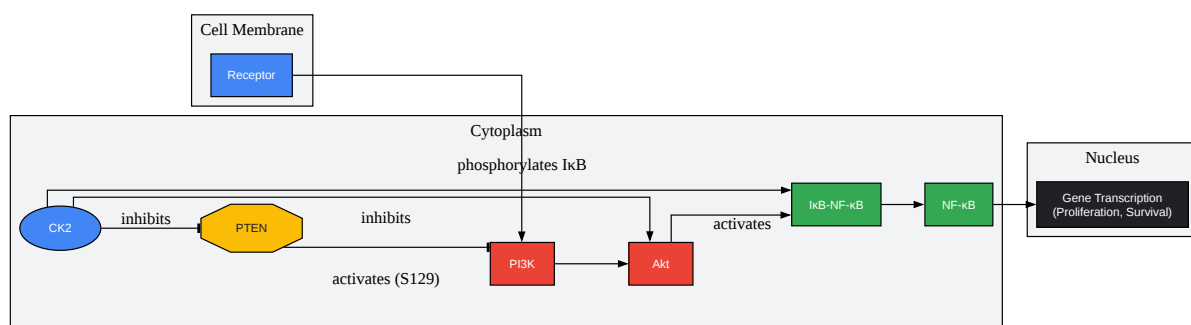 Cell Membrane
Receptor
Cytoplasm
phosphorylates IκB
Nucleus
CK2
inhibits
PTEN
inhibits
activates (S129)
PI3K
Akt
activates
IκB-NF-κB
NF-κB
Gene Transcription
(Proliferation, Survival)